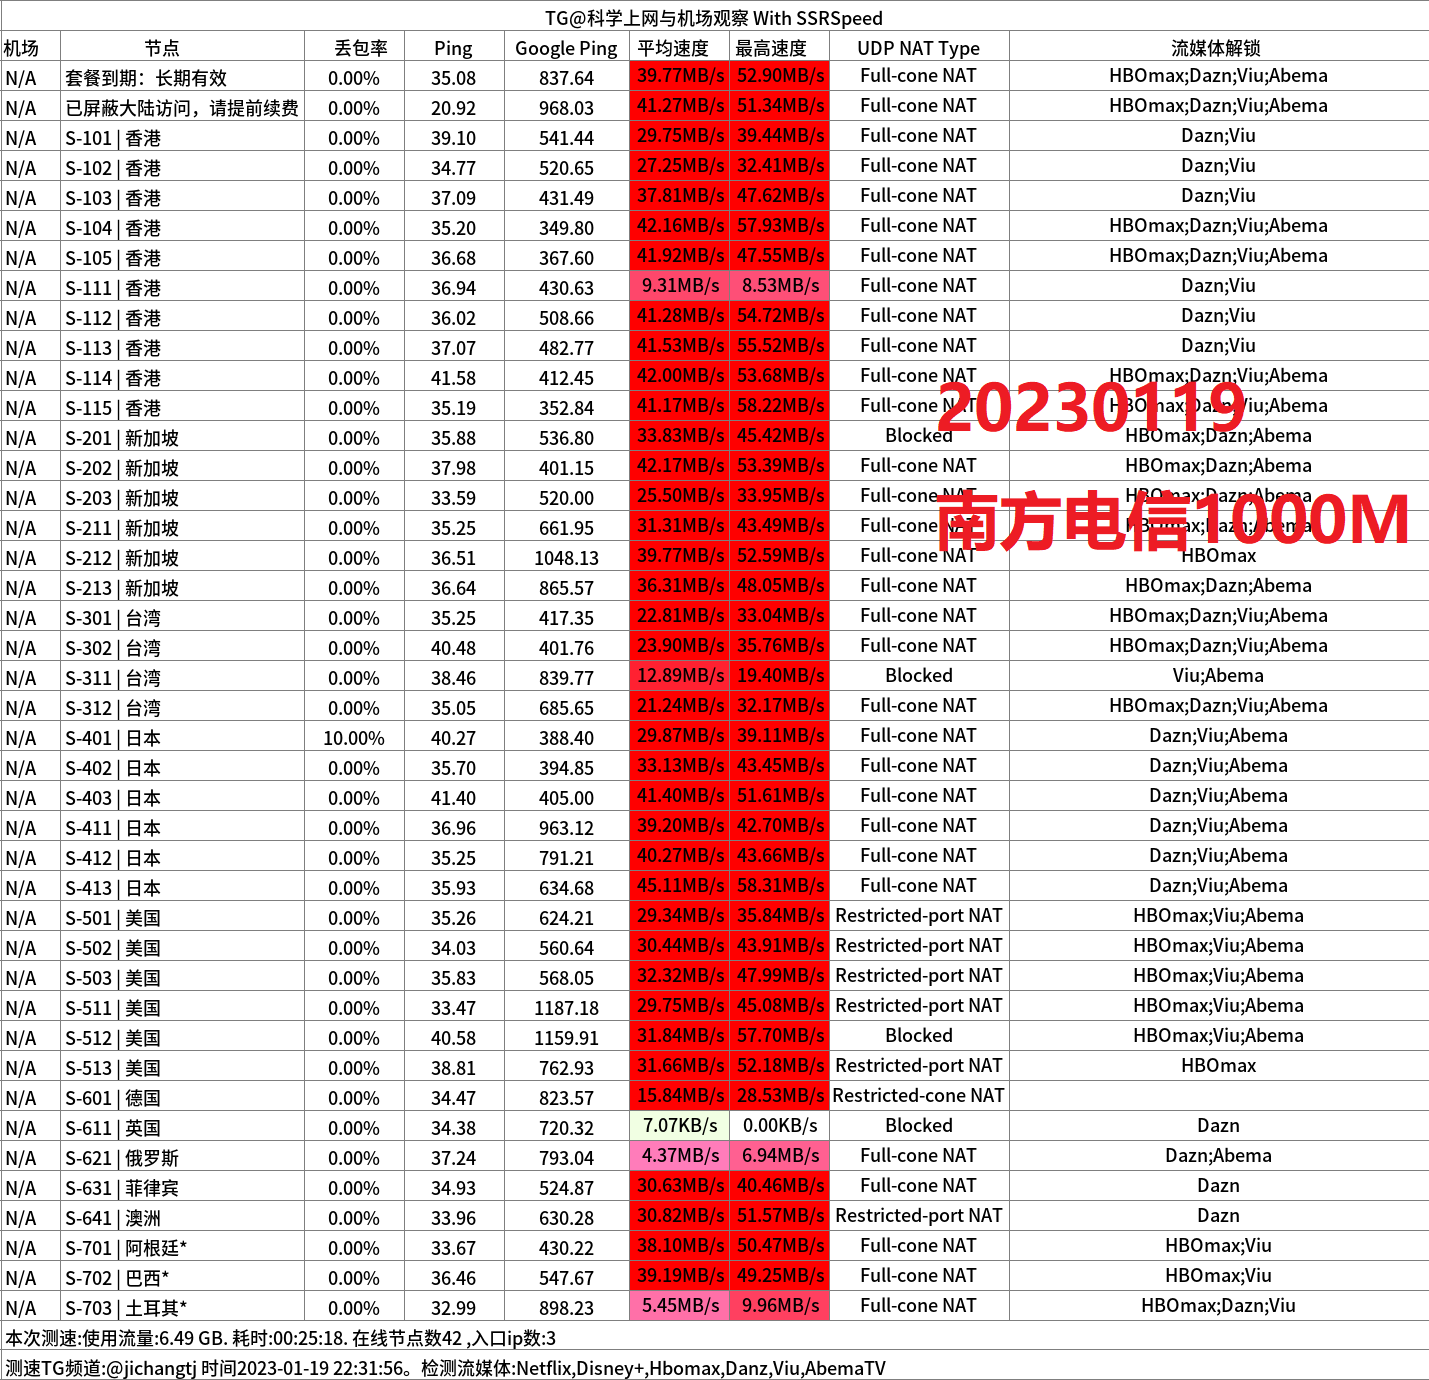 TG@科学上网与机场观察 With SSRSpeed
机场 节点 丢包率 Ping Google Ping 平均速度 最高速度 UDP NAT Type 流媒体解锁
N/A 套餐到期：长期有效 0.00% 35.08 837.64 39.77MB/s 52.90MB/s Full-cone NAT HBOmax;Dazn;Viu;Abema
N/A 已屏蔽大陆访问，请提前续费 0.00% 20.92 968.03 41.27MB/s 51.34MB/s Full-cone NAT HBOmax;Dazn;Viu;Abema
N/A S-101 | 香港 0.00% 39.10 541.44 29.75MB/s 39.44MB/s Full-cone NAT Dazn;Viu
N/A S-102 | 香港 0.00% 34.77 520.65 27.25MB/s 32.41MB/s Full-cone NAT Dazn;Viu
N/A S-103 | 香港 0.00% 37.09 431.49 37.81MB/s 47.62MB/s Full-cone NAT Dazn;Viu
N/A S-104 | 香港 0.00% 35.20 349.80 42.16MB/s 57.93MB/s Full-cone NAT HBOmax;Dazn;Viu;Abema
N/A S-105 | 香港 0.00% 36.68 367.60 41.92MB/s 47.55MB/s Full-cone NAT HBOmax;Dazn;Viu;Abema
N/A S-111 | 香港 0.00% 36.94 430.63 9.31MB/s 8.53MB/s Full-cone NAT Dazn;Viu
N/A S-112 | 香港 0.00% 36.02 508.66 41.28MB/s 54.72MB/s Full-cone NAT Dazn;Viu
N/A S-113 | 香港 0.00% 37.07 482.77 41.53MB/s 55.52MB/s Full-cone NAT Dazn;Viu
N/A S-114 | 香港 0.00% 41.58 412.45 42.00MB/s 53.68MB/s Full-cone NAT HBOmax;Dazn;Viu;Abema
N/A S-115 | 香港 0.00% 35.19 352.84 41.17MB/s 58.22MB/s Full-cone NAT HBOmax;Dazn;Viu;Abema
20230119
N/A S-201 | 新加坡 0.00% 35.88 536.80 33.83MB/s 45.42MB/s Blocked HBOmax;Dazn;Abema
N/A S-202 | 新加坡 0.00% 37.98 401.15 42.17MB/s 53.39MB/s Full-cone NAT HBOmax;Dazn;Abema
N/A S-203 | 新加坡 0.00% 33.59 520.00 25.50MB/s 33.95MB/s Full-cone NAT HBOmax;Dazn;Abema
N/A S-211 | 新加坡 0.00% 35.25 661.95 31.31MB/s 43.49MB/s Full-cone NAT HBOmax;Dazn;Abema
南方电信1000M
N/A S-212 | 新加坡 0.00% 36.51 1048.13 39.77MB/s 52.59MB/s Full-cone NAT HBOmax
N/A S-213 | 新加坡 0.00% 36.64 865.57 36.31MB/s 48.05MB/s Full-cone NAT HBOmax;Dazn;Abema
N/A S-301 | 台湾 0.00% 35.25 417.35 22.81MB/s 33.04MB/s Full-cone NAT HBOmax;Dazn;Viu;Abema
N/A S-302 | 台湾 0.00% 40.48 401.76 23.90MB/s 35.76MB/s Full-cone NAT HBOmax;Dazn;Viu;Abema
N/A S-311 | 台湾 0.00% 38.46 839.77 12.89MB/s 19.40MB/s Blocked Viu;Abema
N/A S-312 | 台湾 0.00% 35.05 685.65 21.24MB/s 32.17MB/s Full-cone NAT HBOmax;Dazn;Viu;Abema
N/A S-401 | 日本 10.00% 40.27 388.40 29.87MB/s 39.11MB/s Full-cone NAT Dazn;Viu;Abema
N/A S-402 | 日本 0.00% 35.70 394.85 33.13MB/s 43.45MB/s Full-cone NAT Dazn;Viu;Abema
N/A S-403 | 日本 0.00% 41.40 405.00 41.40MB/s 51.61MB/s Full-cone NAT Dazn;Viu;Abema
N/A S-411 | 日本 0.00% 36.96 963.12 39.20MB/s 42.70MB/s Full-cone NAT Dazn;Viu;Abema
N/A S-412 | 日本 0.00% 35.25 791.21 40.27MB/s 43.66MB/s Full-cone NAT Dazn;Viu;Abema
N/A S-413 | 日本 0.00% 35.93 634.68 45.11MB/s 58.31MB/s Full-cone NAT Dazn;Viu;Abema
N/A S-501 | 美国 0.00% 35.26 624.21 29.34MB/s 35.84MB/s Restricted-port NAT HBOmax;Viu;Abema
N/A S-502 | 美国 0.00% 34.03 560.64 30.44MB/s 43.91MB/s Restricted-port NAT HBOmax;Viu;Abema
N/A S-503 | 美国 0.00% 35.83 568.05 32.32MB/s 47.99MB/s Restricted-port NAT HBOmax;Viu;Abema
N/A S-511 | 美国 0.00% 33.47 1187.18 29.75MB/s 45.08MB/s Restricted-port NAT HBOmax;Viu;Abema
N/A S-512 | 美国 0.00% 40.58 1159.91 31.84MB/s 57.70MB/s Blocked HBOmax;Viu;Abema
N/A S-513 | 美国 0.00% 38.81 762.93 31.66MB/s 52.18MB/s Restricted-port NAT HBOmax
N/A S-601 | 德国 0.00% 34.47 823.57 15.84MB/s 28.53MB/s Restricted-cone NAT
N/A S-611 | 英国 0.00% 34.38 720.32 7.07KB/s 0.00KB/s Blocked Dazn
N/A S-621 | 俄罗斯 0.00% 37.24 793.04 4.37MB/s 6.94MB/s Full-cone NAT Dazn;Abema
N/A S-631 | 菲律宾 0.00% 34.93 524.87 30.63MB/s 40.46MB/s Full-cone NAT Dazn
N/A S-641 | 澳洲 0.00% 33.96 630.28 30.82MB/s 51.57MB/s Restricted-port NAT Dazn
N/A S-701 | 阿根廷* 0.00% 33.67 430.22 38.10MB/s 50.47MB/s Full-cone NAT HBOmax;Viu
N/A S-702 | 巴西* 0.00% 36.46 547.67 39.19MB/s 49.25MB/s Full-cone NAT HBOmax;Viu
N/A S-703 | 土耳其* 0.00% 32.99 898.23 5.45MB/s 9.96MB/s Full-cone NAT HBOmax;Dazn;Viu
本次测速:使用流量:6.49 GB. 耗时:00:25:18. 在线节点数42 ,入口ip数:3
测速TG频道:@jichangtj 时间2023-01-19 22:31:56。检测流媒体:Netflix,Disney+,Hbomax,Danz,Viu,AbemaTV